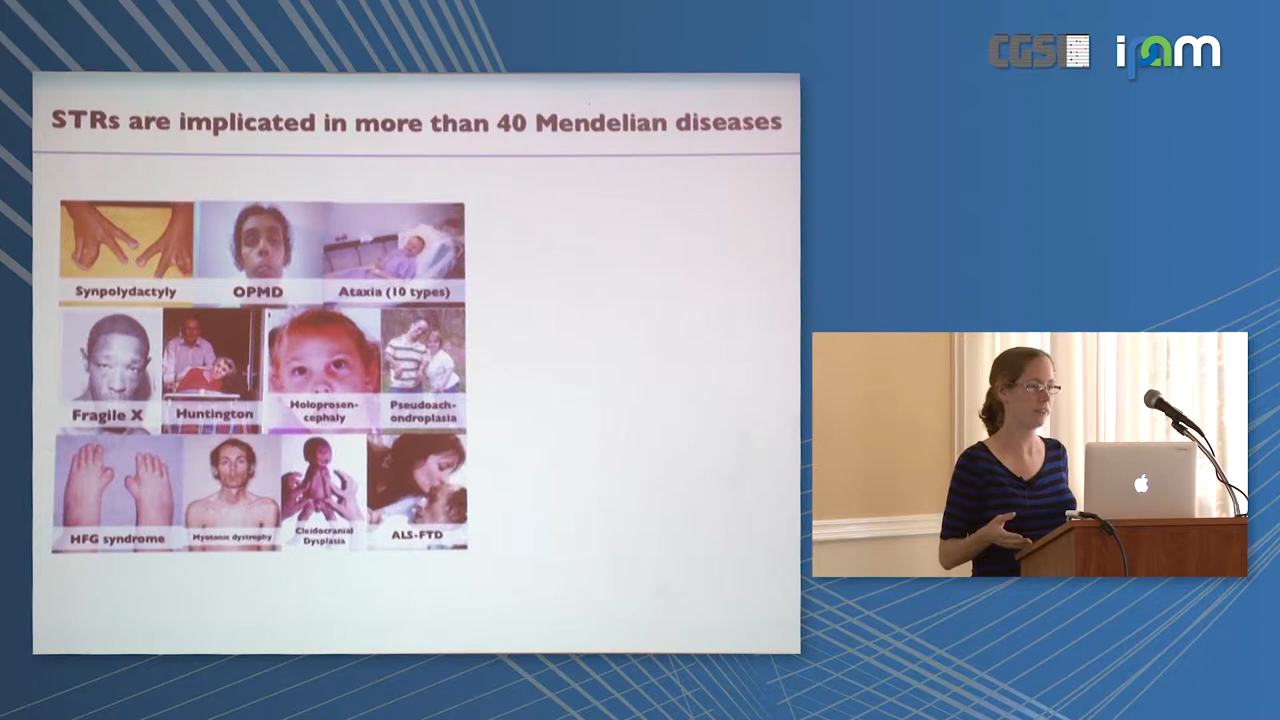 CGSI
ipam
STRs are implicated in more than 40 Mendelian diseases
Synpolydactyly
OPMD
Ataxia (10 types)
Fragile X
Huntington
Holoprosen-
cephaly
Pseudoach-
ondroplasia
HFG syndrome
Myotonic dystrophy
Cleidocranial
Dysplasia
ALS-FTD